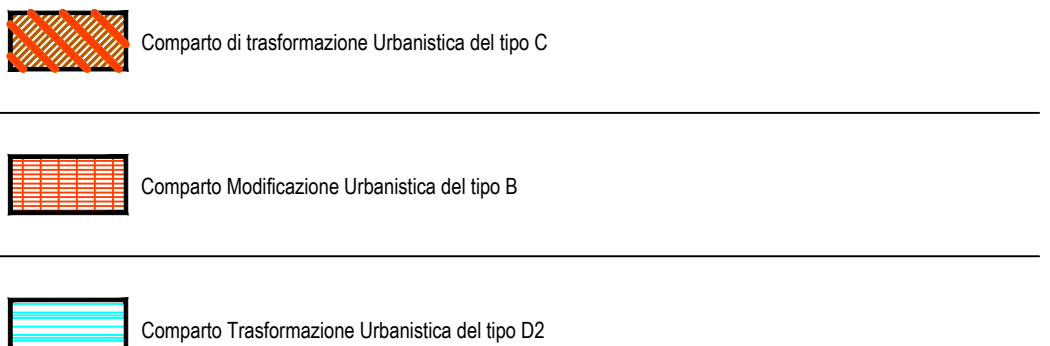 Comparto di trasformazione Urbanistica del tipo C
Comparto Modificazione Urbanistica del tipo B
Comparto Trasformazione Urbanistica del tipo D2